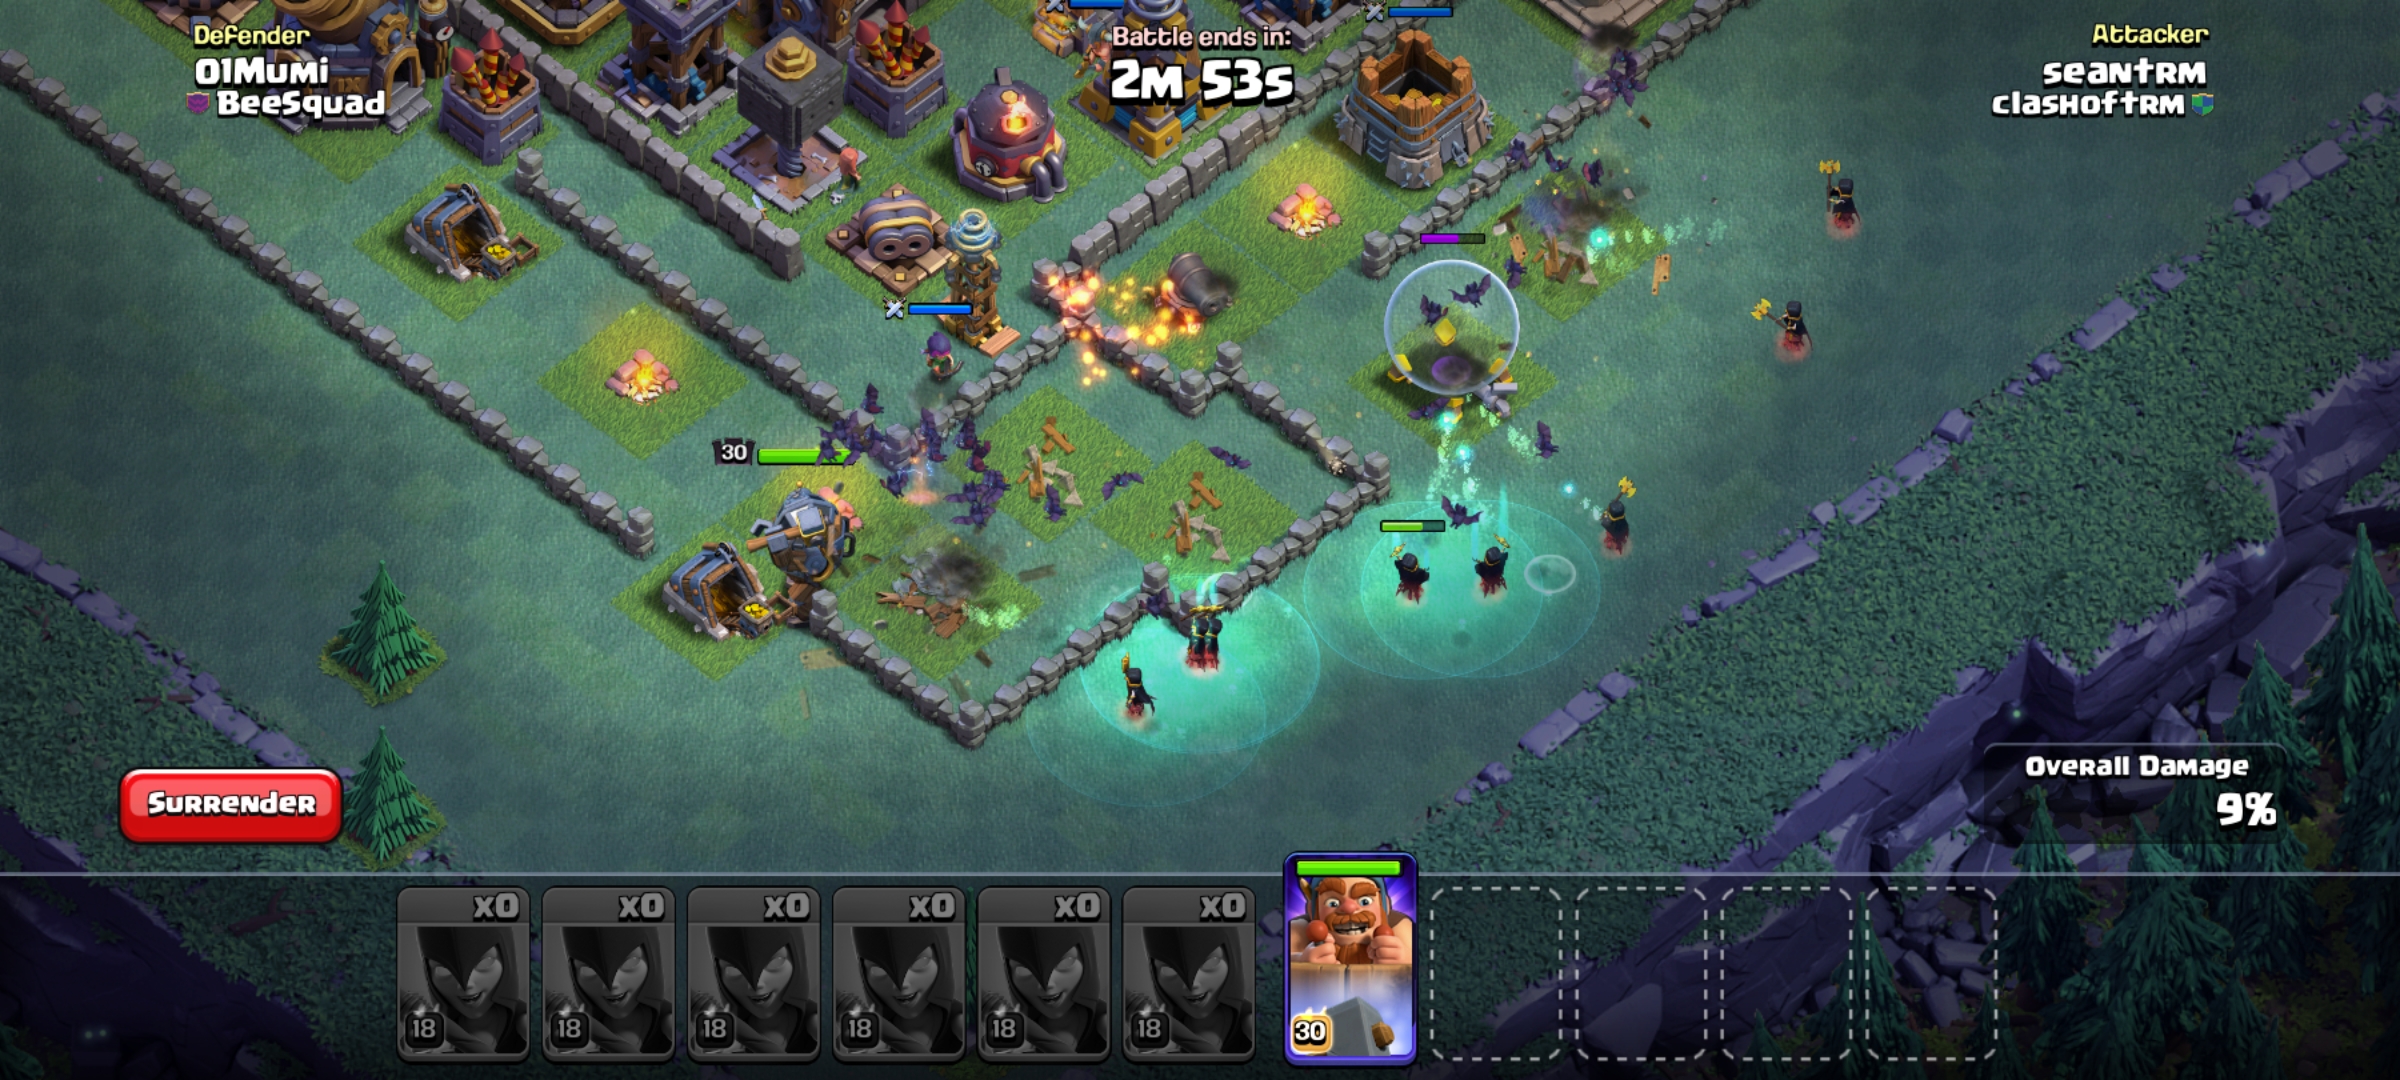 Defender
01Mumi
BeeSquad
Battle ends in:
2M 53s
Attacker
seantrm
clashoftrm
30
Surrender
Overall Damage
9%
x0 x0 x0 x0 x0 x0
18 18 18 18 18 18 30